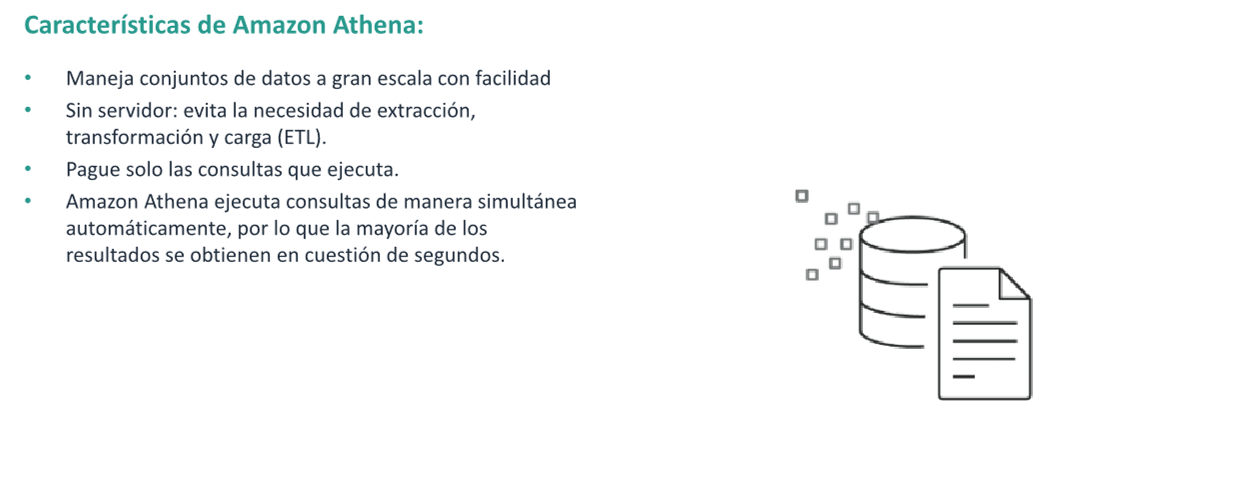 Características de Amazon Athena:
• Maneja conjuntos de datos a gran escala con facilidad
• Sin servidor: evita la necesidad de extracción,
transformación y carga (ETL).
• Pague solo las consultas que ejecuta.
• Amazon Athena ejecuta consultas de manera simultánea
automáticamente, por lo que la mayoría de los
resultados se obtienen en cuestión de segundos.